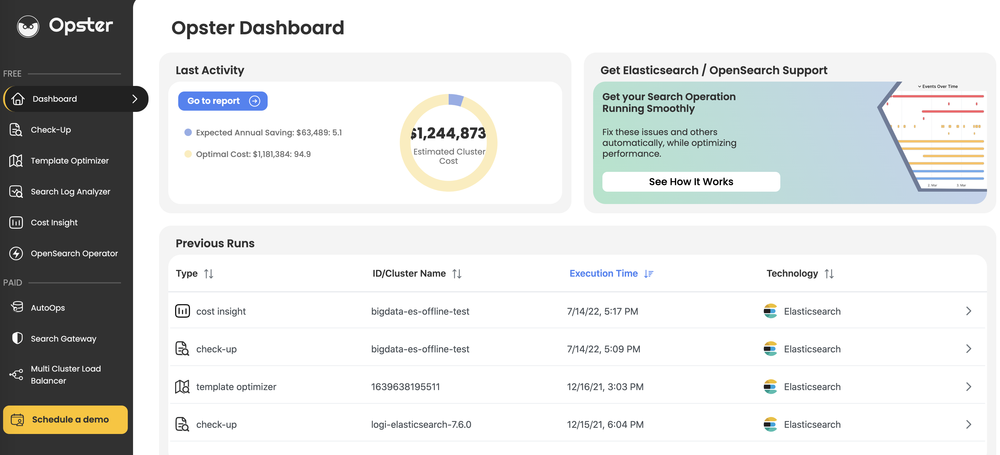 Opster
FREE
Dashboard
Check-Up
Template Optimizer
Search Log Analyzer
Cost Insight
OpenSearch Operator
PAID
AutoOps
Search Gateway
Multi Cluster Load
Balancer
Schedule a demo
Opster Dashboard
Last Activity
Go to report
Expected Annual Saving: $63,489: 5.1
Optimal Cost: $1,181,384: 94.9
$1,244,873
Estimated Cluster
Cost
Get Elasticsearch / OpenSearch Support
Get your Search Operation
Running Smoothly
Fix these issues and others
automatically, while optimizing
performance.
See How It Works
Events Over Time
2. Mar 3. Mar
Previous Runs
Type ID/Cluster Name Execution Time Technology
cost insight bigdata-es-offline-test 7/14/22, 5:17 PM Elasticsearch
check-up bigdata-es-offline-test 7/14/22, 5:09 PM Elasticsearch
template optimizer 1639638195511 12/16/21, 3:03 PM Elasticsearch
check-up logi-elasticsearch-7.6.0 12/15/21, 6:04 PM Elasticsearch